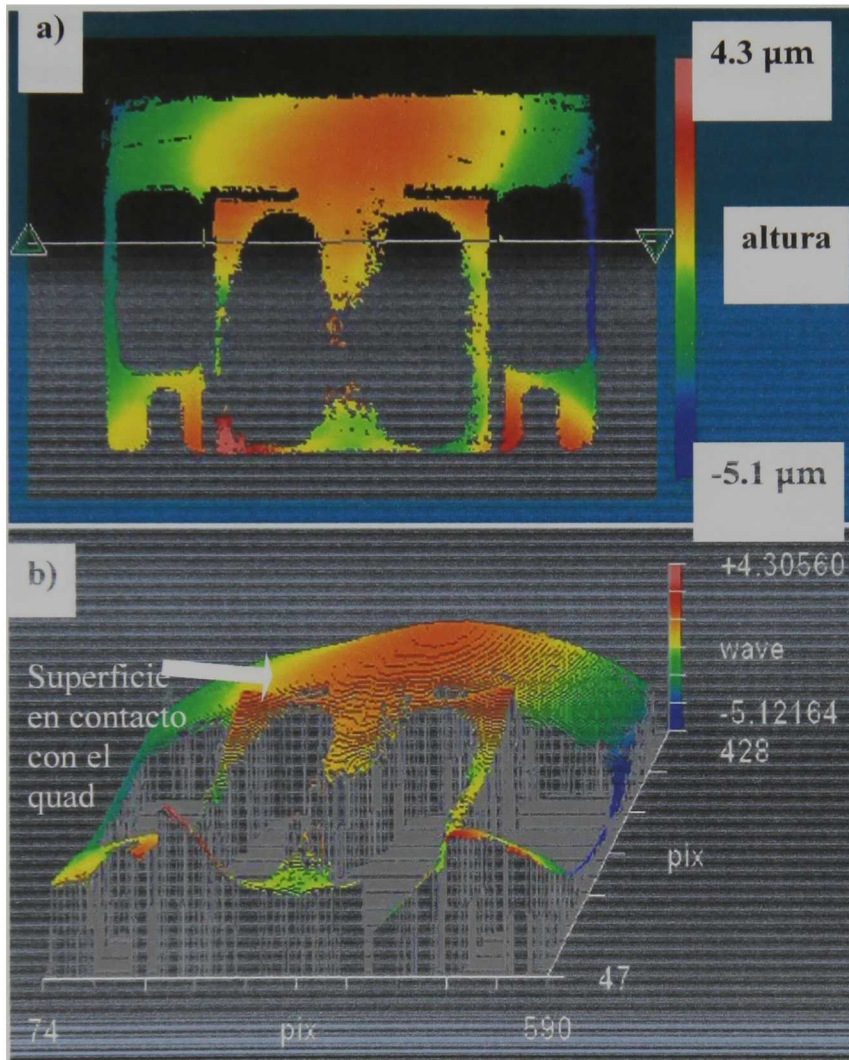 a)
4.3 µm
altura
-5.1 µm
b)
+4.30560
wave
-5.12164
428
Superficie
en contacto
con el
quad
pix
47
74
pix
590